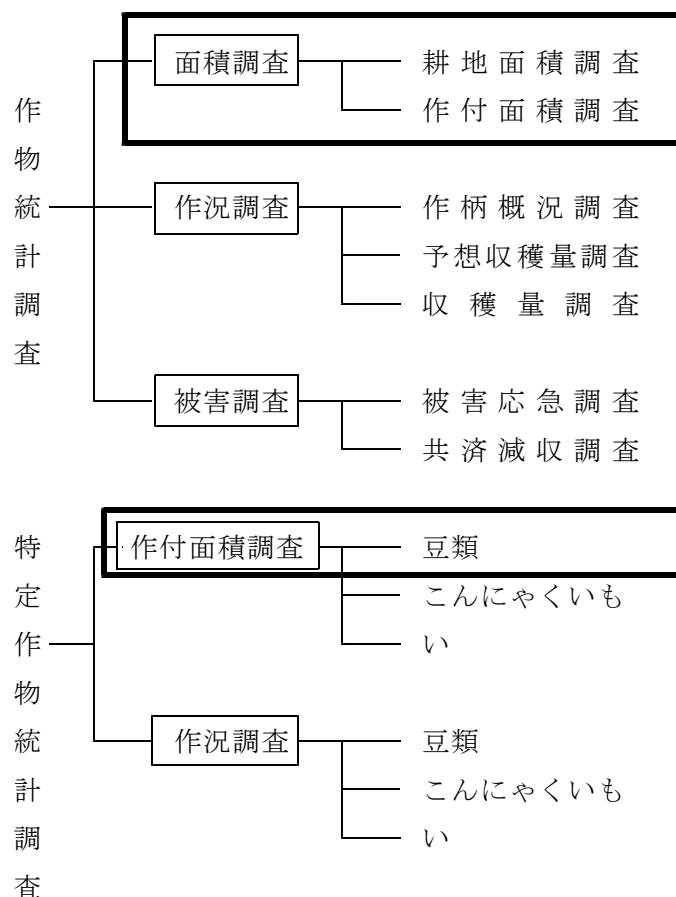 作物統計調査
面積調査
耕地面積調査
作付面積調査
作況調査
作柄概況調査
予想収穫量調査
収穫量調査
被害調査
被害応急調査
共済減収調査
特定作物統計調査
作付面積調査
豆類
こんにゃくいも
い
作況調査
豆類
こんにゃくいも
い